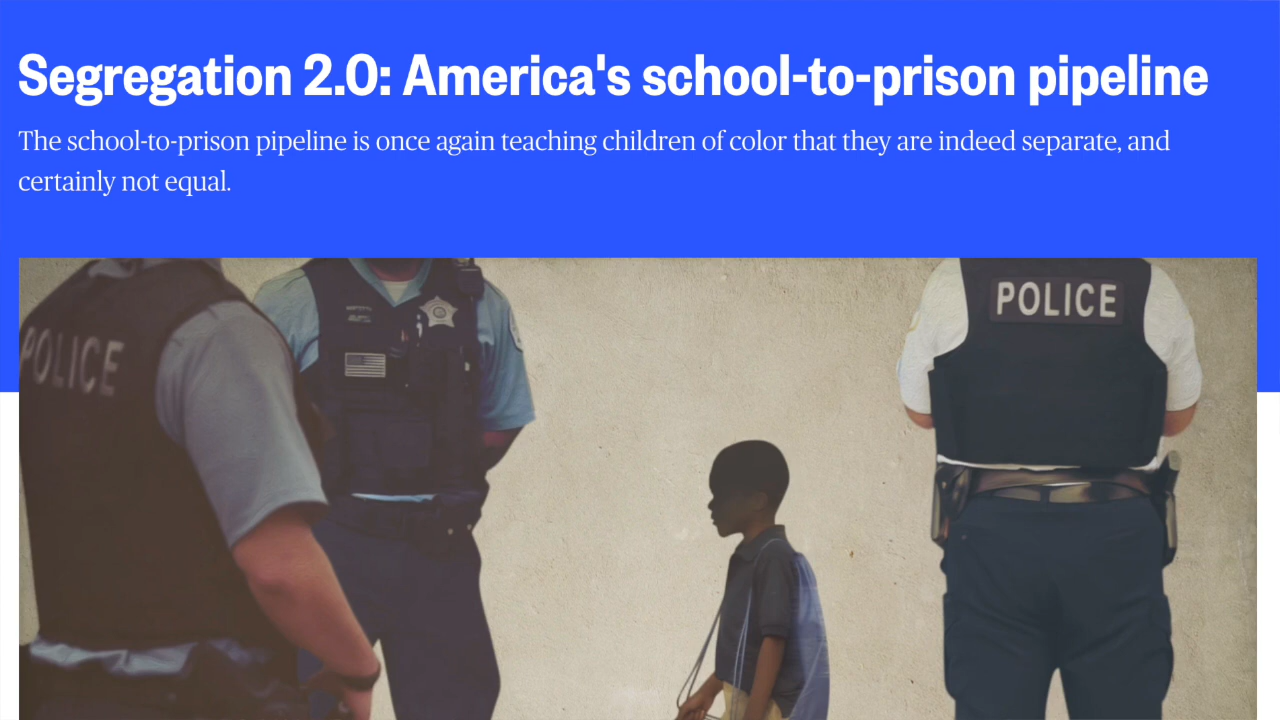 Segregation 2.0: America's school-to-prison pipeline
The school-to-prison pipeline is once again teaching children of color that they are indeed separate, and
certainly not equal.
POLICE
POLICE